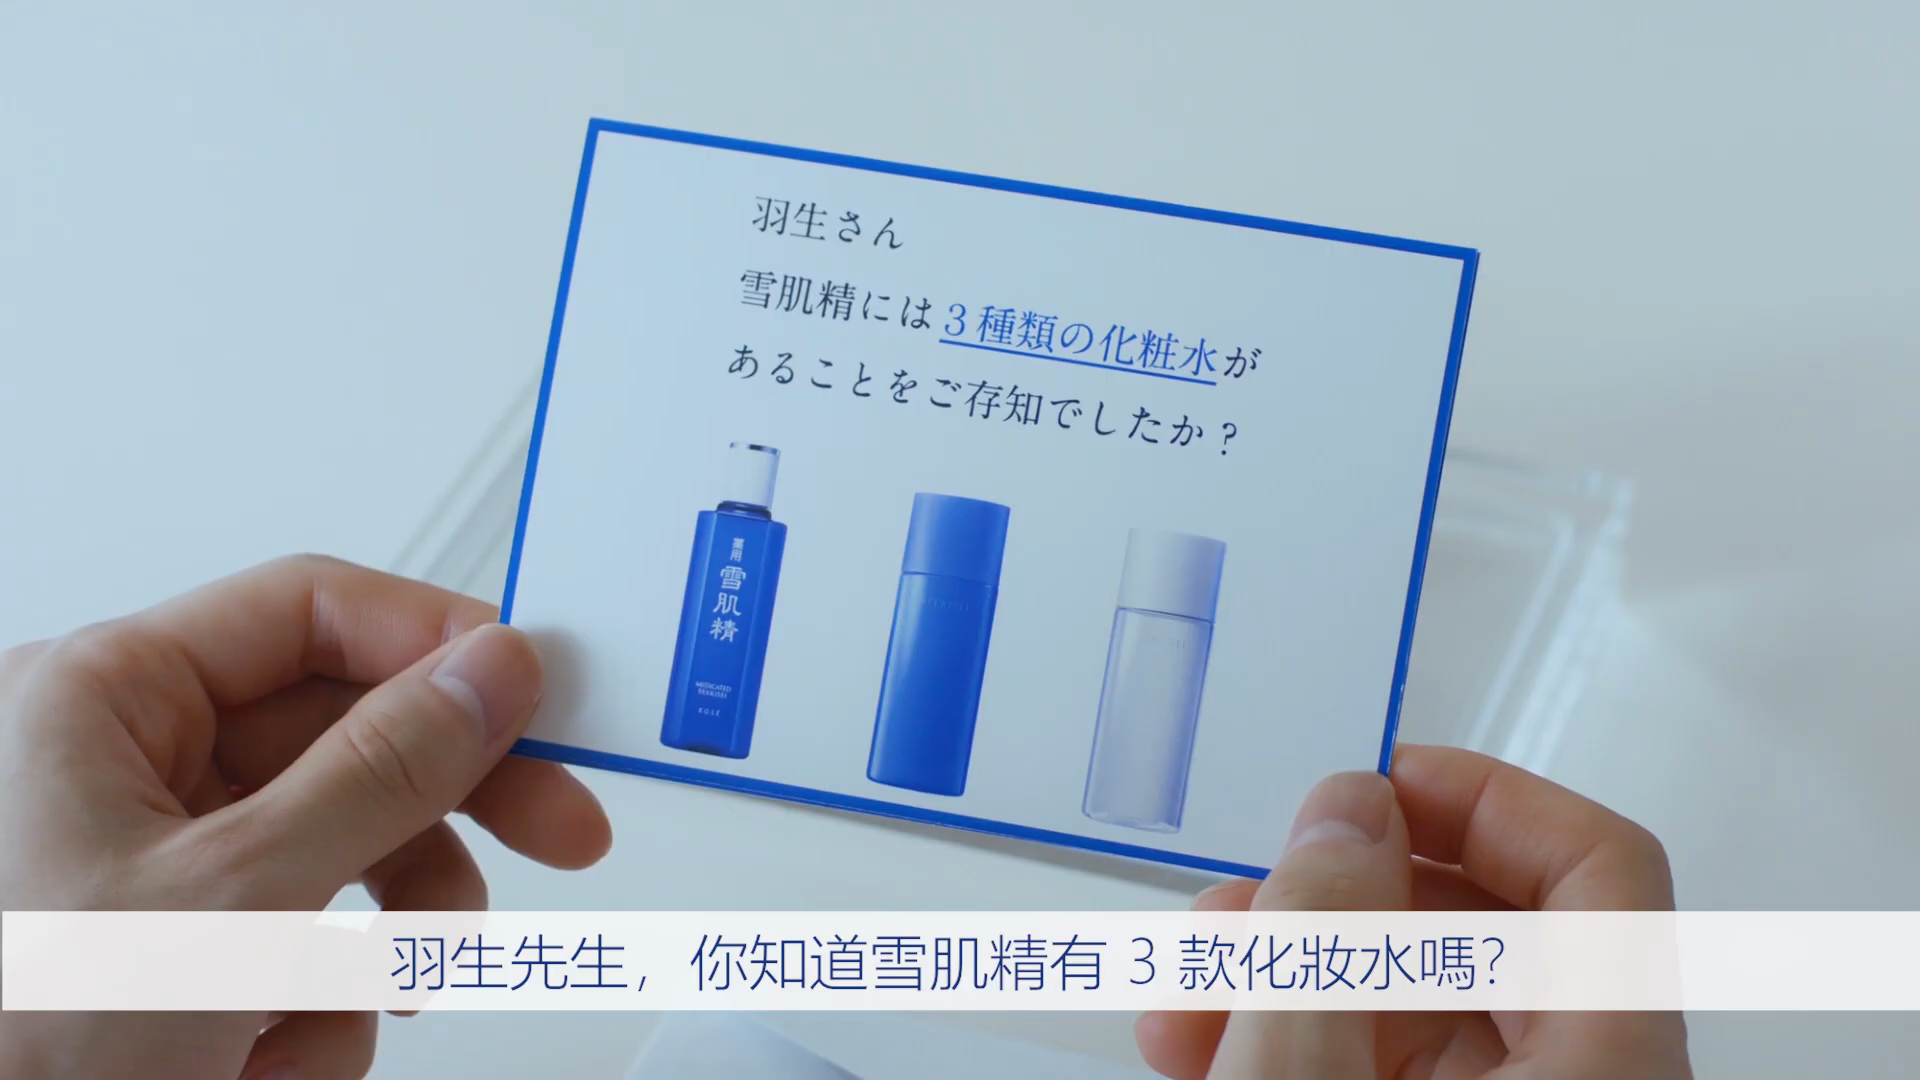 羽生さん
雪肌精には3種類の化粧水が
あることをご存知でしたか？
薬用
雪肌精
MEDICATED
SEKKISEI
KOSÉ
羽生先生，你知道雪肌精有 3 款化妝水嗎？